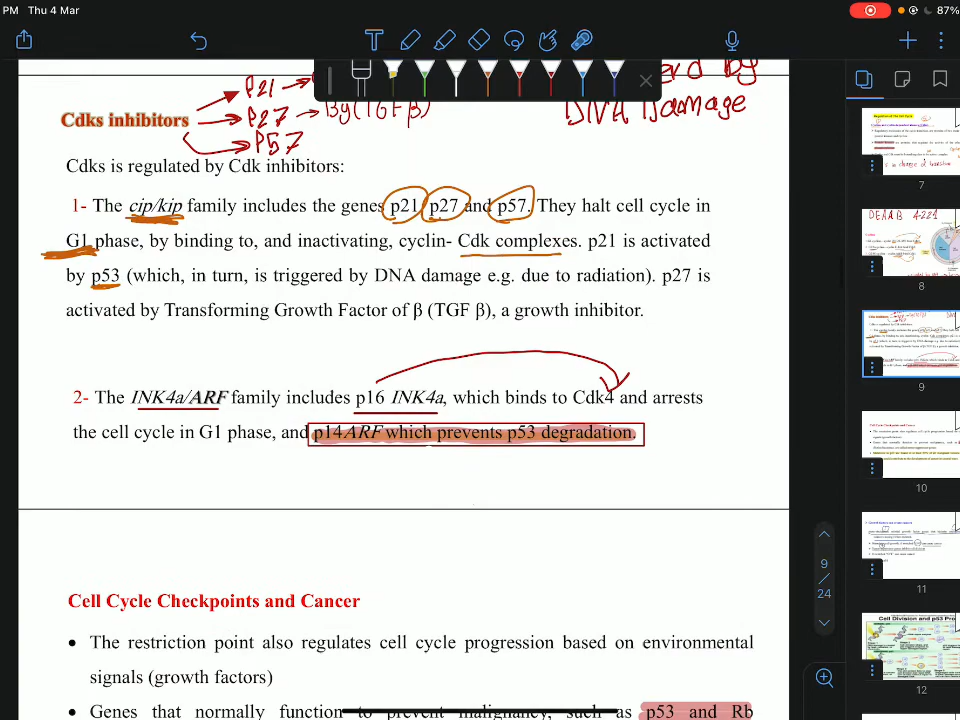 PM Thu 4 Mar
87%
erd By
DNA Damage
P21
P27 By (TGF β)
P57
Cdks inhibitors
Cdks is regulated by Cdk inhibitors:
1- The cip/kip family includes the genes p21, p27 and p57. They halt cell cycle in
G1 phase, by binding to, and inactivating, cyclin- Cdk complexes. p21 is activated
by p53 (which, in turn, is triggered by DNA damage e.g. due to radiation). p27 is
activated by Transforming Growth Factor of β (TGF β), a growth inhibitor.
2- The INK4a/ARF family includes p16 INK4a, which binds to Cdk4 and arrests
the cell cycle in G1 phase, and p14ARF which prevents p53 degradation.
Cell Cycle Checkpoints and Cancer
• The restriction point also regulates cell cycle progression based on environmental
signals (growth factors)
• Genes that normally function to prevent malignancy, such as p53 and Rb
7
8
9
10
11
Cell Division and p53 Pro
12
9
/
24